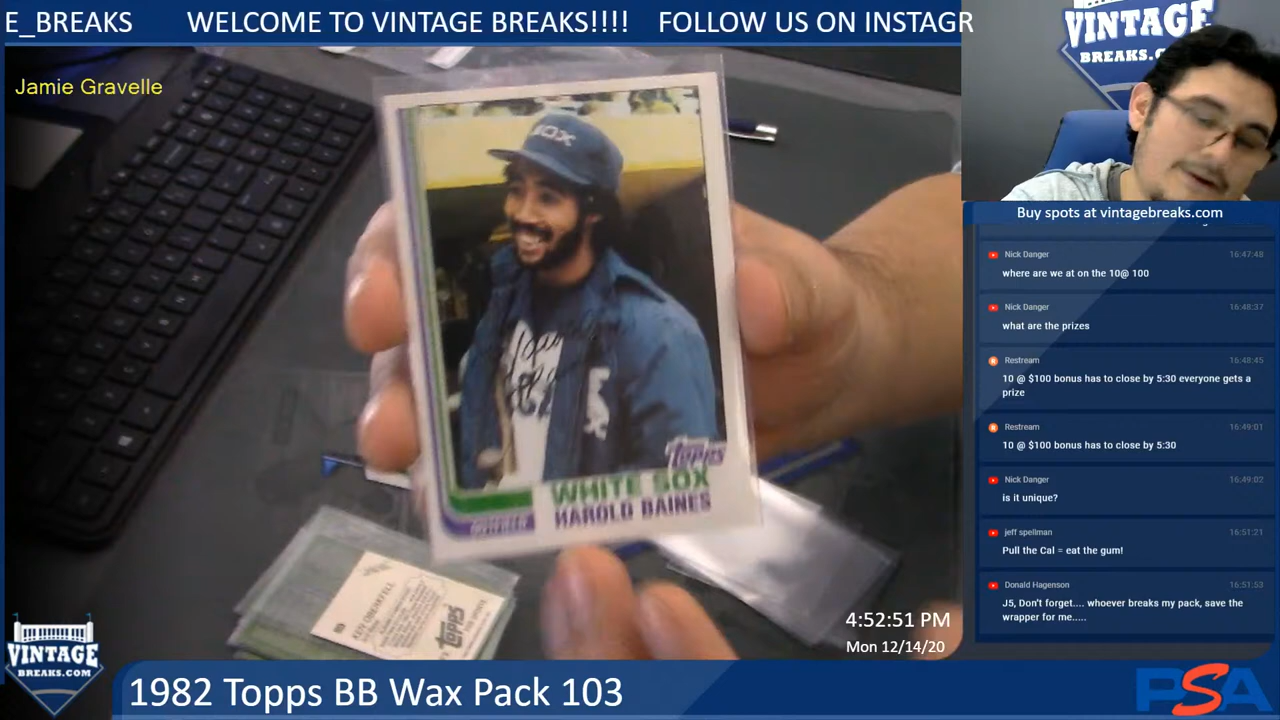 E_BREAKS WELCOME TO VINTAGE BREAKS!!!! FOLLOW US ON INSTAGR
VINTAGE
BREAKS.COM
Jamie Gravelle
SOX
topps
WHITE SOX
HAROLD BAINES
topps
Buy spots at vintagebreaks.com
Nick Danger 16:47:48
where are we at on the 10@ 100
Nick Danger 16:48:37
what are the prizes
Restream 16:48:45
10 @ $100 bonus has to close by 5:30 everyone gets a
prize
Restream 16:49:01
10 @ $100 bonus has to close by 5:30
Nick Danger 16:49:02
is it unique?
jeff spellman 16:51:21
Pull the Cal = eat the gum!
Donald Hagenson 16:51:53
J5, Don't forget.... whoever breaks my pack, save the
wrapper for me.....
4:52:51 PM
Mon 12/14/20
VINTAGE
BREAKS.COM
1982 Topps BB Wax Pack 103
PSA